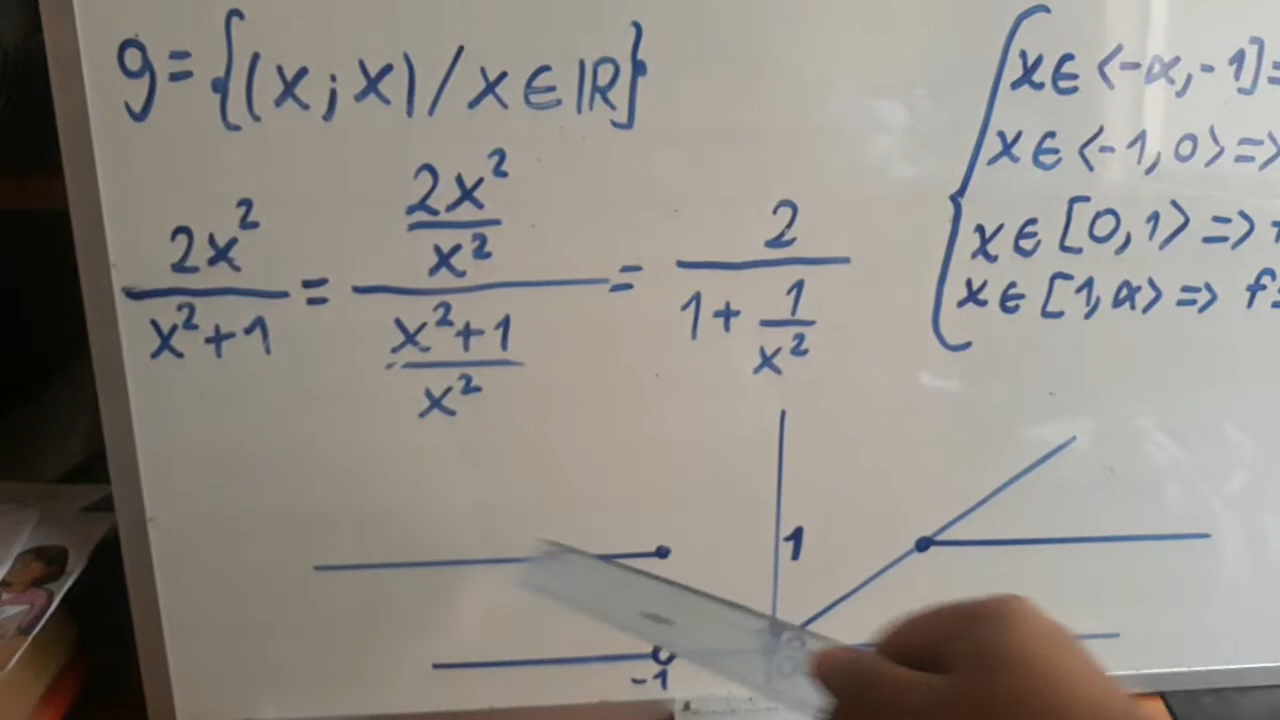 g={(x;x)/x∈IR}
2x²/(x²+1) = (2x²/x²)/((x²+1)/x²) = 2/(1+1/x²)
x∈<-α,-1]=
x∈<-1,0>=>
x∈[0,1>=>
x∈[1,α>=> f=
1
-1